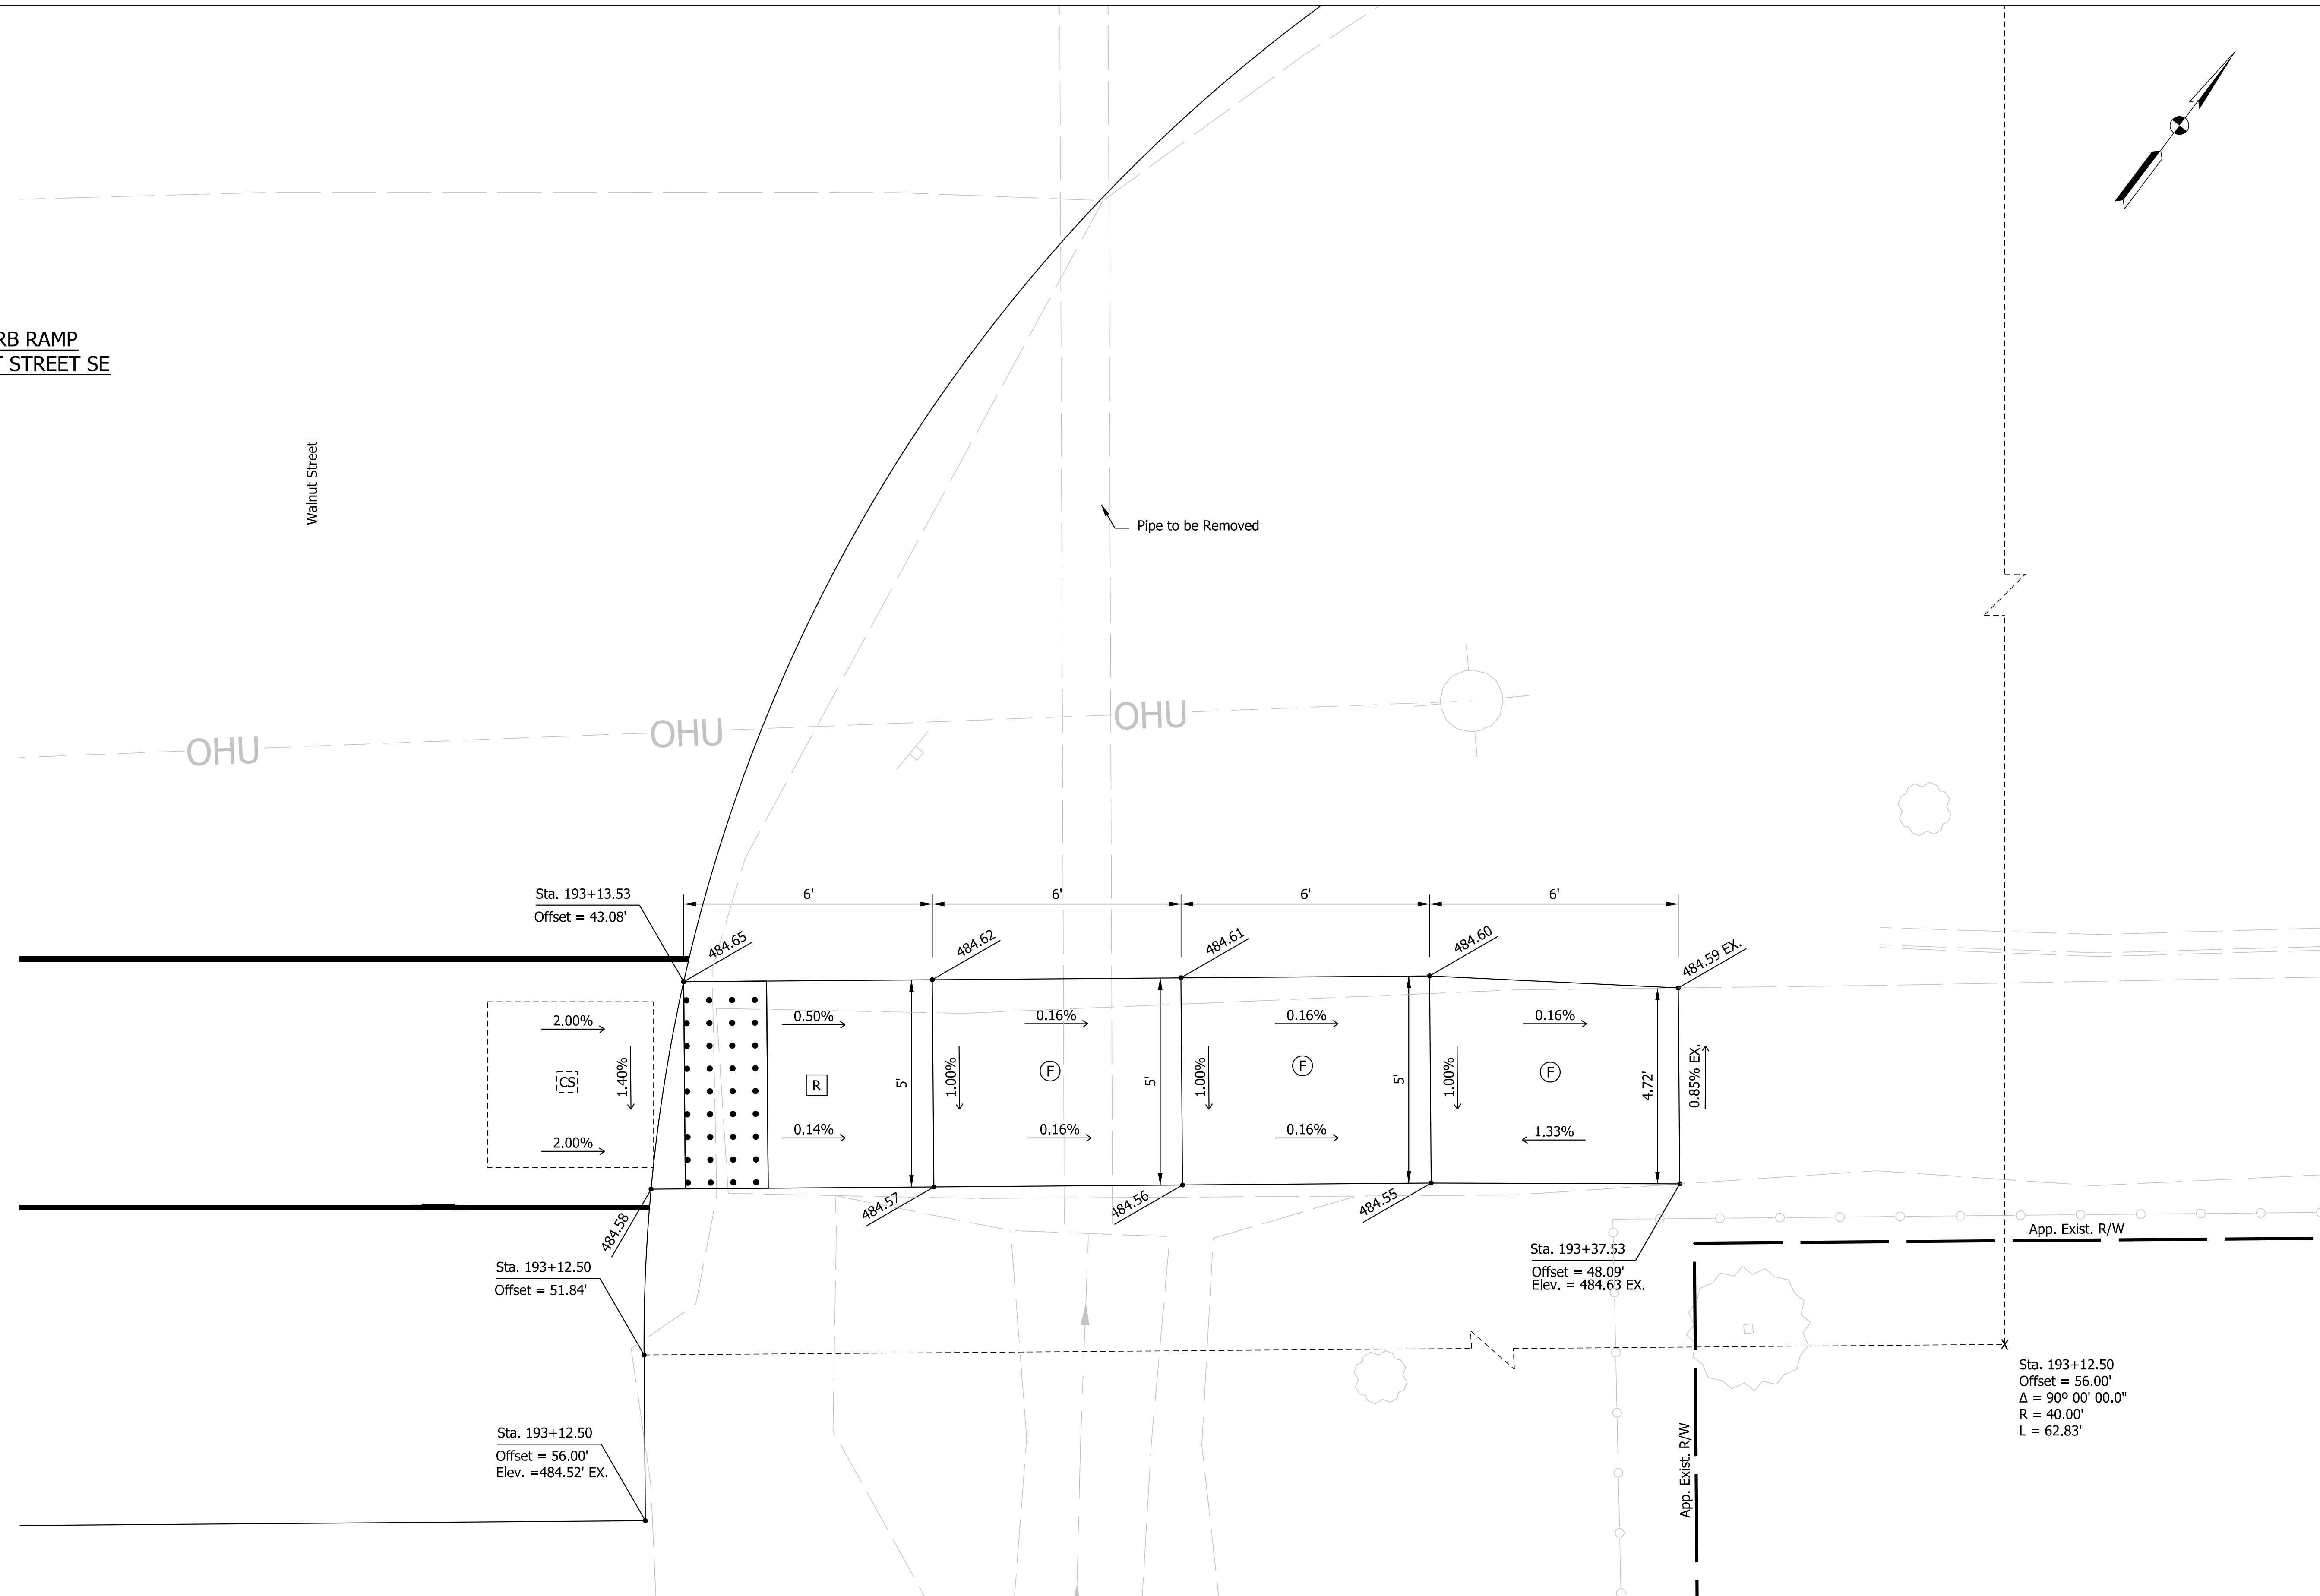 RB RAMP
T STREET SE
Walnut Street
Pipe to be Removed
OHU
OHU
OHU
Sta. 193+13.53
Offset = 43.08'
6'
6'
6'
6'
484.65
484.62
484.61
484.60
484.59 EX.
2.00%
0.50%
0.16%
0.16%
0.16%
CS
1.40%
R
5'
1.00%
F
5'
1.00%
F
5'
1.00%
F
4.72'
0.85% EX.
2.00%
0.14%
0.16%
0.16%
1.33%
484.58
484.57
484.56
484.55
Sta. 193+12.50
Offset = 51.84'
Sta. 193+37.53
Offset = 48.09'
Elev. = 484.63 EX.
App. Exist. R/W
App. Exist. R/W
X
Sta. 193+12.50
Offset = 56.00'
Δ = 90º 00' 00.0"
R = 40.00'
L = 62.83'
Sta. 193+12.50
Offset = 56.00'
Elev. =484.52' EX.